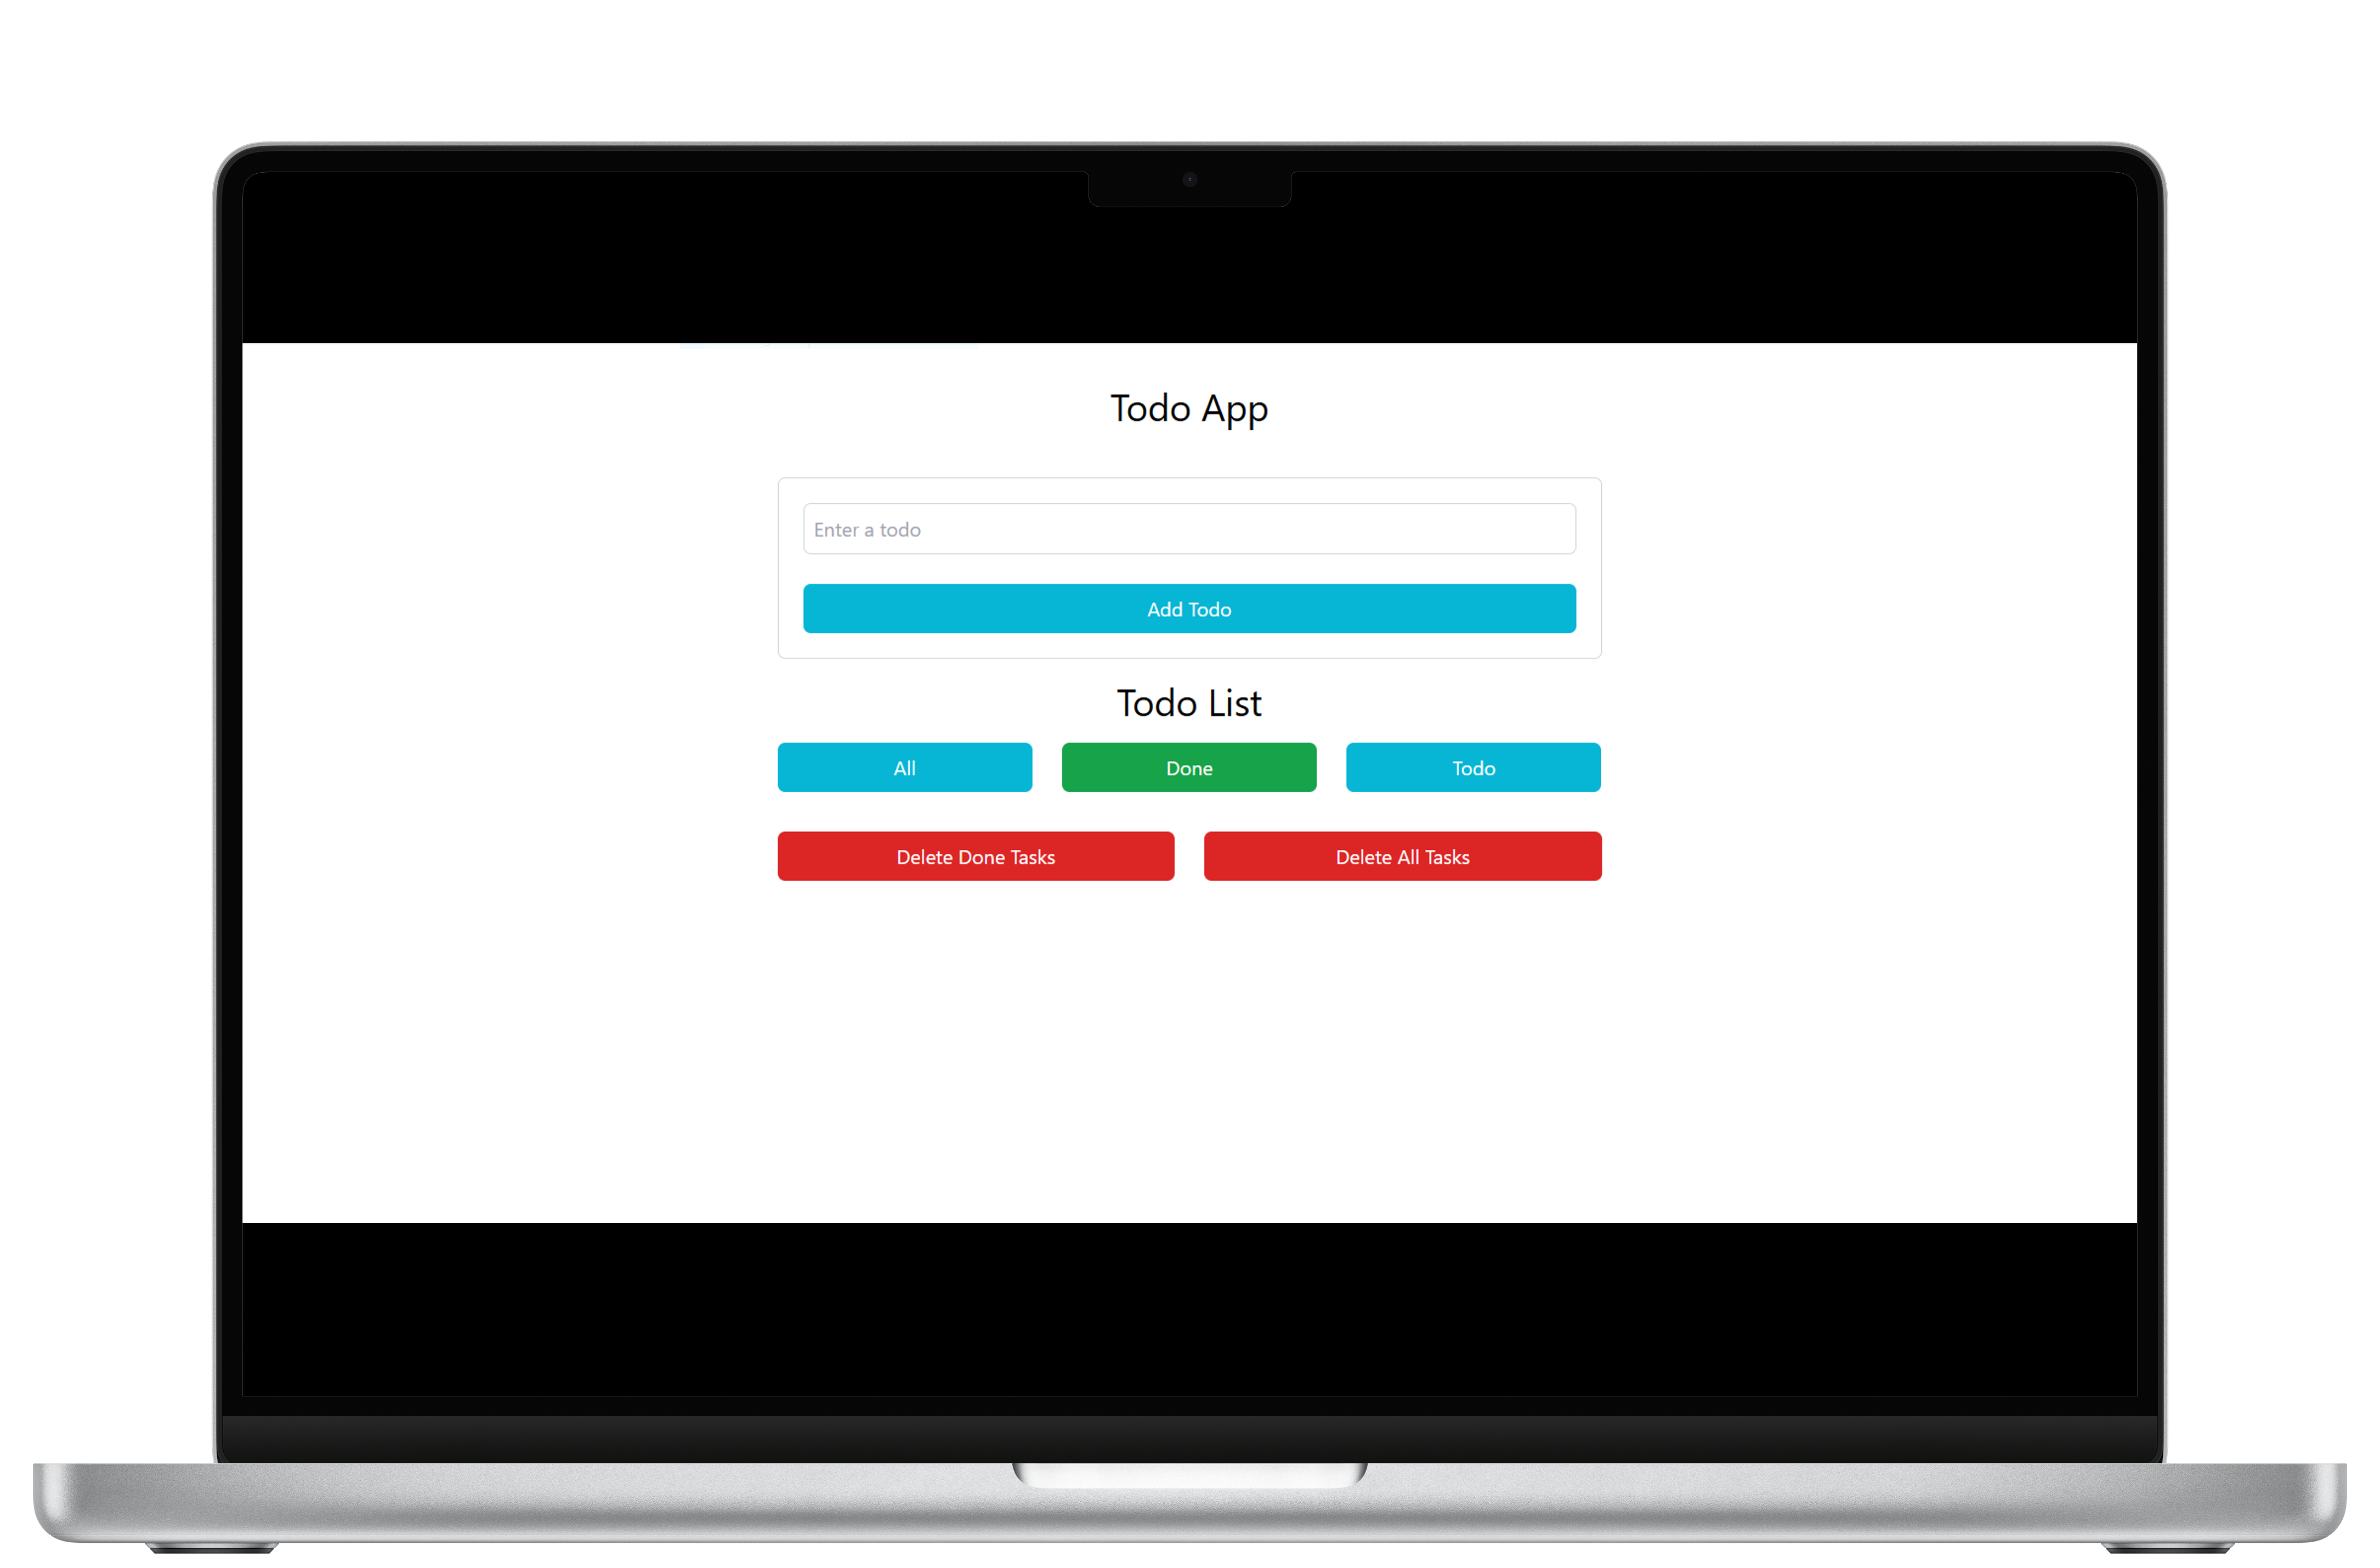 Todo App
Enter a todo
Add Todo
Todo List
All Done Todo
Delete Done Tasks Delete All Tasks